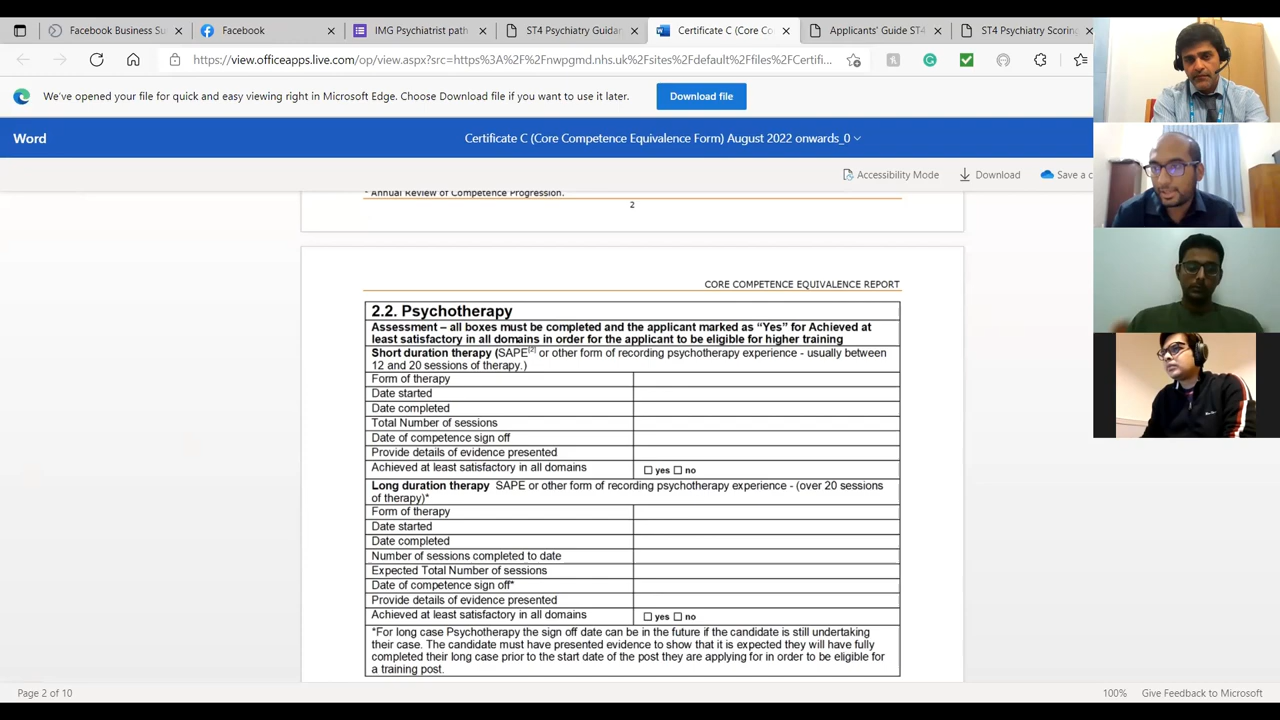 Facebook Business Su
Facebook
IMG Psychiatrist path
ST4 Psychiatry Guidan
Certificate C (Core Co
Applicants' Guide ST4
ST4 Psychiatry Scoring
https://view.officeapps.live.com/op/view.aspx?src=https%3A%2F%2Fnwpgmd.nhs.uk%2Fsites%2Fdefault%2Ffiles%2FCertifi...
We've opened your file for quick and easy viewing right in Microsoft Edge. Choose Download file if you want to use it later.
Download file
Word
Certificate C (Core Competence Equivalence Form) August 2022 onwards_0
Accessibility Mode
Download
Save a c
* Annual Review of Competence Progression.
2
CORE COMPETENCE EQUIVALENCE REPORT
2.2. Psychotherapy
Assessment – all boxes must be completed and the applicant marked as “Yes” for Achieved at
least satisfactory in all domains in order for the applicant to be eligible for higher training
Short duration therapy (SAPE[2] or other form of recording psychotherapy experience - usually between
12 and 20 sessions of therapy.)
Form of therapy
Date started
Date completed
Total Number of sessions
Date of competence sign off
Provide details of evidence presented
Achieved at least satisfactory in all domains
☐ yes ☐ no
Long duration therapy SAPE or other form of recording psychotherapy experience - (over 20 sessions
of therapy)*
Form of therapy
Date started
Date completed
Number of sessions completed to date
Expected Total Number of sessions
Date of competence sign off*
Provide details of evidence presented
Achieved at least satisfactory in all domains
☐ yes ☐ no
*For long case Psychotherapy the sign off date can be in the future if the candidate is still undertaking
their case. The candidate must have presented evidence to show that it is expected they will have fully
completed their long case prior to the start date of the post they are applying for in order to be eligible for
a training post.
Page 2 of 10
100%
Give Feedback to Microsoft